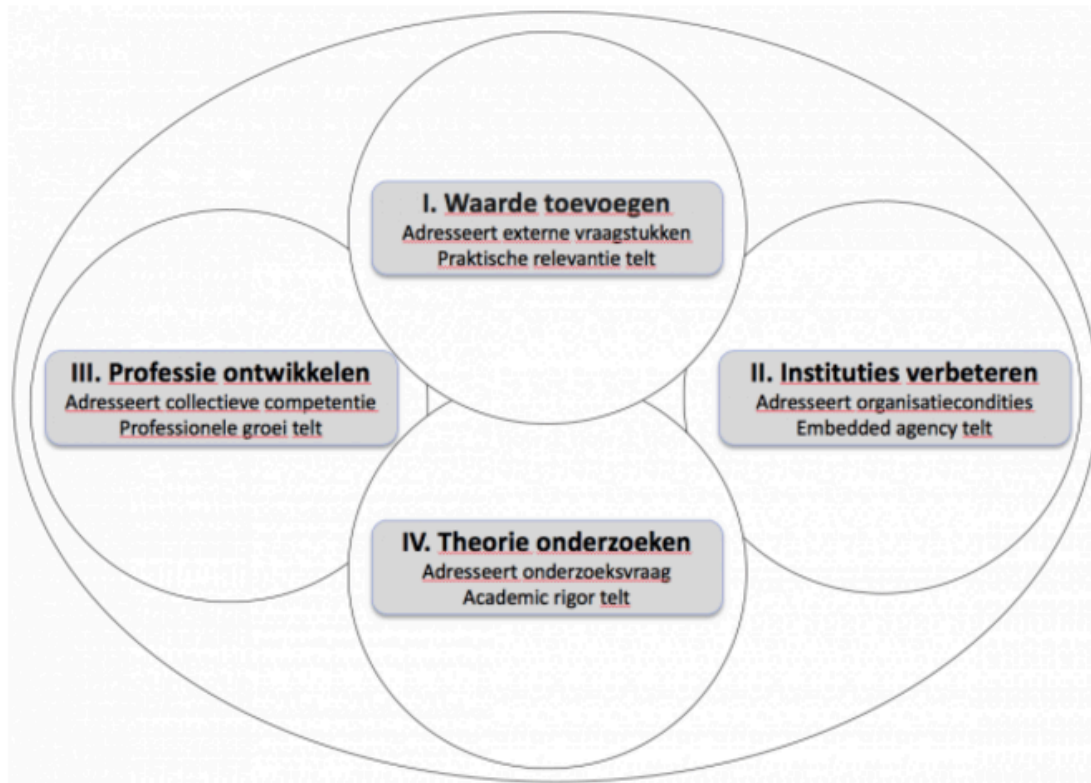 I. Waarde toevoegen
Adresseert externe vraagstukken
Praktische relevantie telt
III. Professie ontwikkelen
Adresseert collectieve competentie
Professionele groei telt
II. Instituties verbeteren
Adresseert organisatiecondities
Embedded agency telt
IV. Theorie onderzoeken
Adresseert onderzoeksvraag
Academic rigor telt